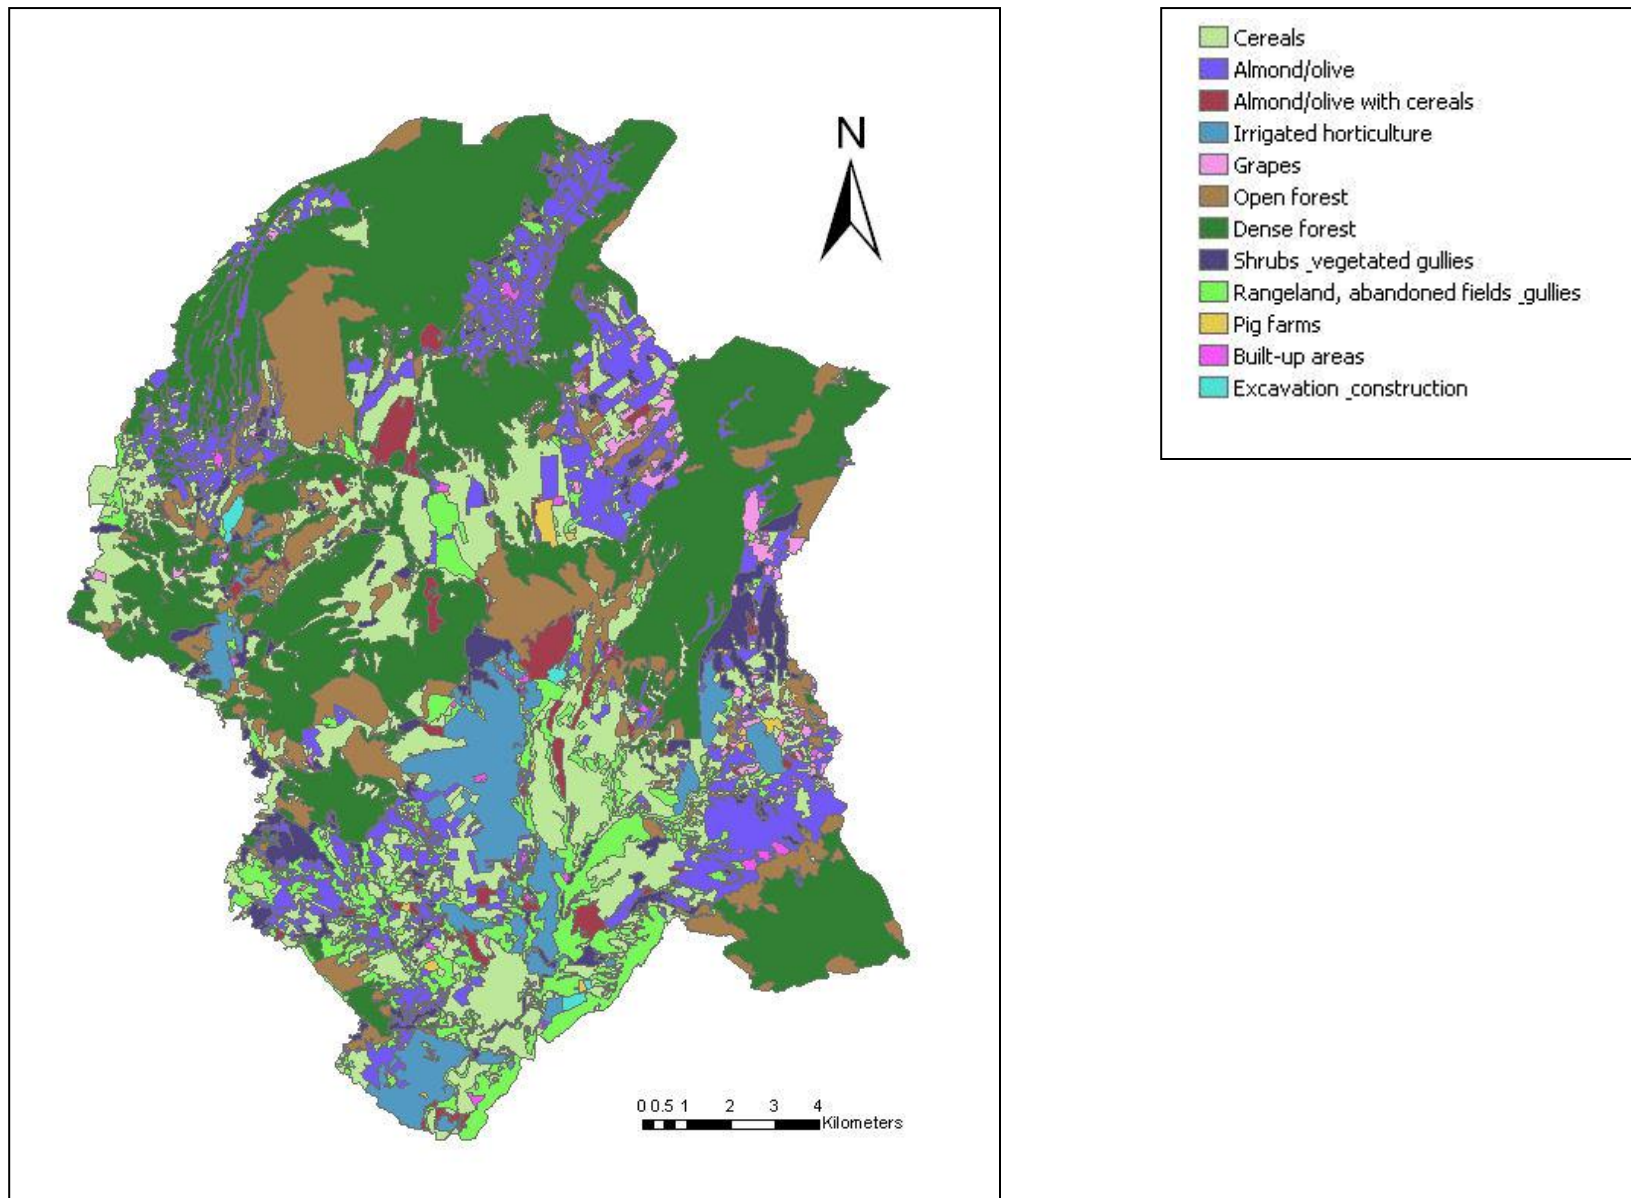 Cereals
Almond/olive
Almond/olive with cereals
Irrigated horticulture
Grapes
Open forest
Dense forest
Shrubs _vegetated gullies
Rangeland, abandoned fields _gullies
Pig farms
Built-up areas
Excavation _construction
N
0 0.5 1 2 3 4
Kilometers